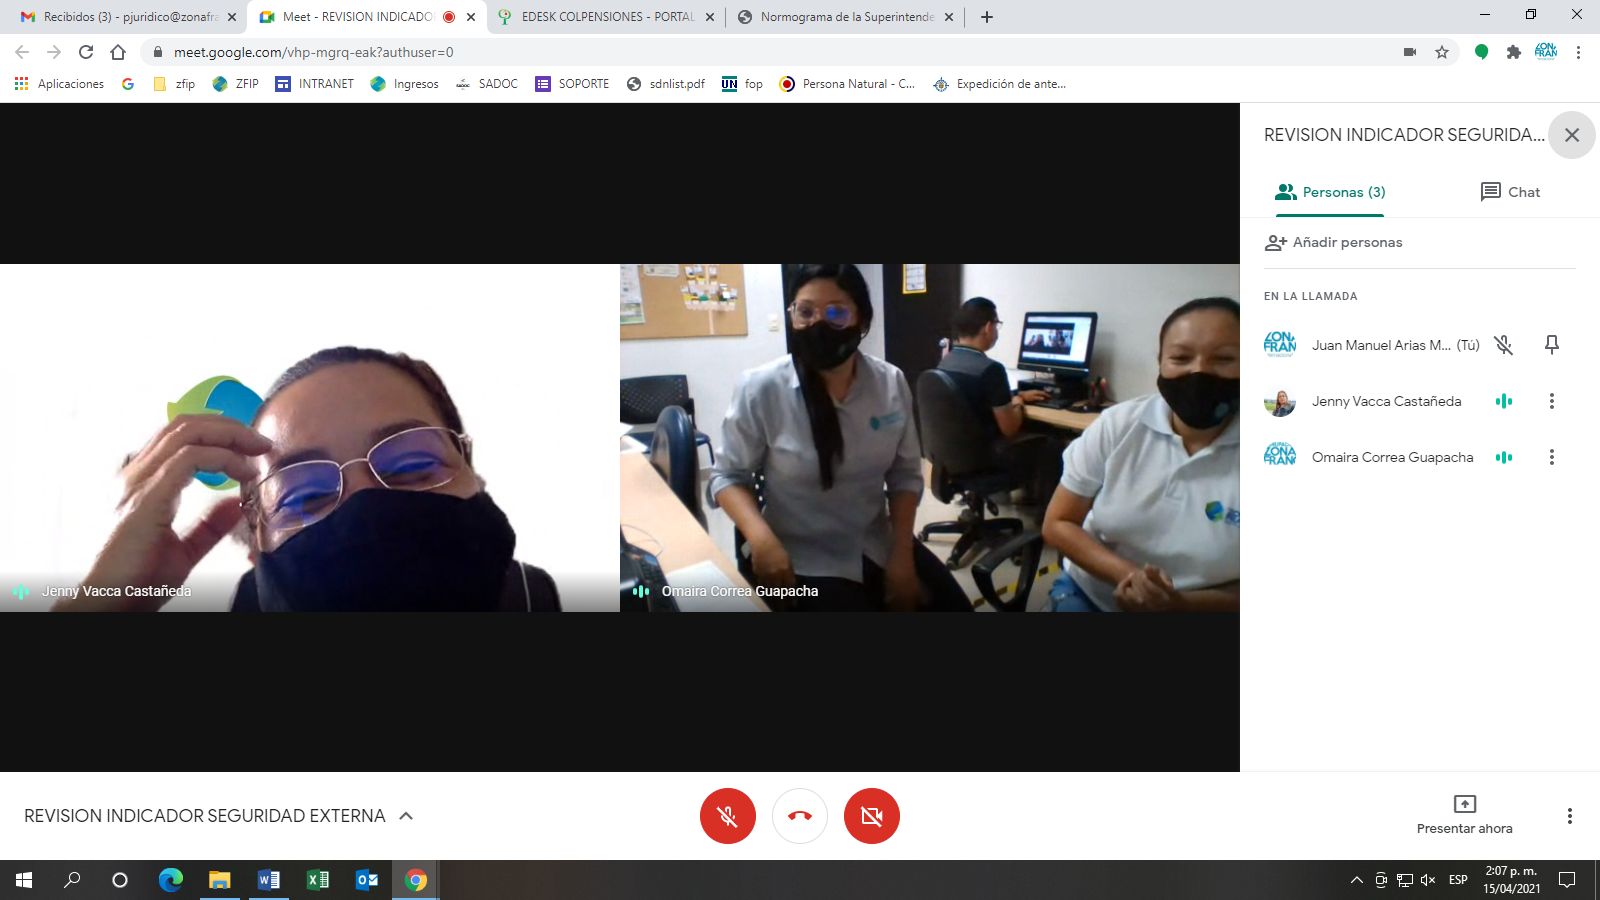 Recibidos (3) - pjuridico@zonafra
Meet - REVISION INDICADO
EDESK COLPENSIONES - PORTAL
Normograma de la Superintende
meet.google.com/vhp-mgrq-eak?authuser=0
Aplicaciones
zfip
ZFIP
INTRANET
Ingresos
SADOC
SOPORTE
sdnlist.pdf
UN fop
Persona Natural - C...
Expedición de ante...
REVISION INDICADOR SEGURIDA...
Personas (3)
Chat
Añadir personas
EN LA LLAMADA
Juan Manuel Arias M... (Tú)
Jenny Vacca Castañeda
Omaira Correa Guapacha
Jenny Vacca Castañeda
Omaira Correa Guapacha
REVISION INDICADOR SEGURIDAD EXTERNA
Presentar ahora
ESP
2:07 p. m.
15/04/2021